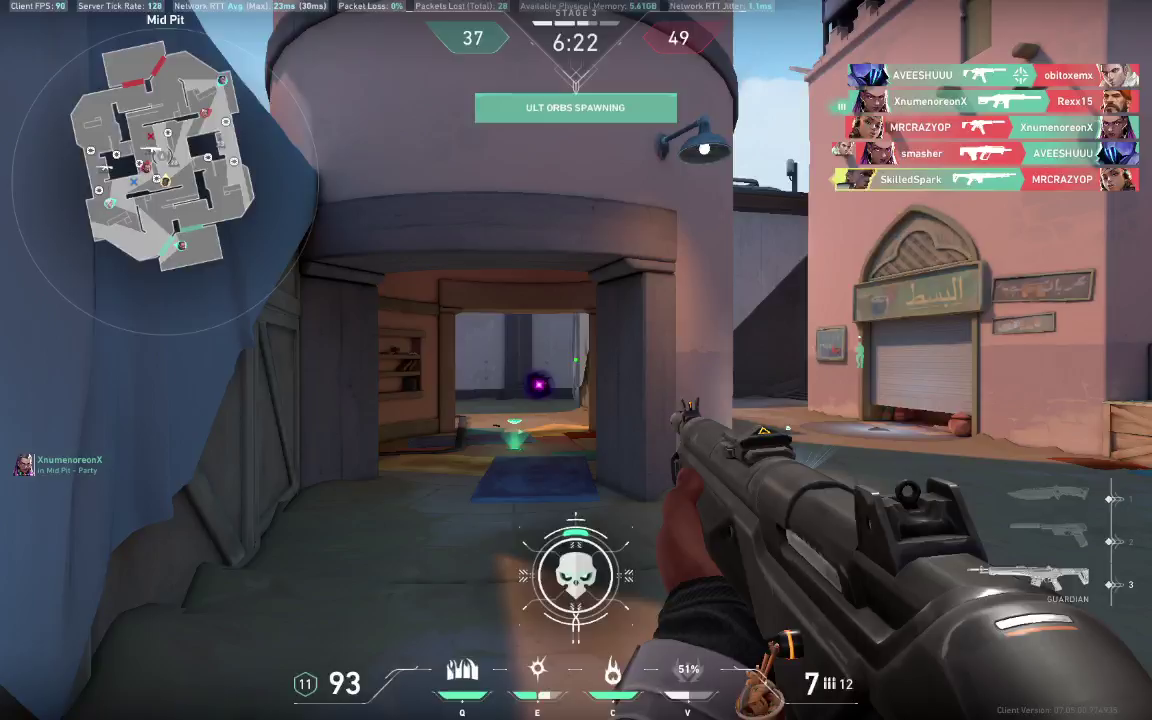 Client FPS: 90 Server Tick Rate: 128 Network RTT Avg (Max): 23ms (30ms) Packet Loss: 0% Packets Lost (Total): 28 Available Physical Memory: 5.61GB Network RTT Jitter: 1.1ms
Mid Pit
STAGE 3
37 6:22 49
ULT ORBS SPAWNING
AVEESHUUU obitoxemx
XnumenoreonX Rexx15
MRCRAZYOP XnumenoreonX
smasher AVEESHUUU
SkilledSpark MRCRAZYOP
البسط
XnumenoreonX
in Mid Pit - Party
1
2
3
GUARDIAN
11 93
51%
Q E C V
7 12